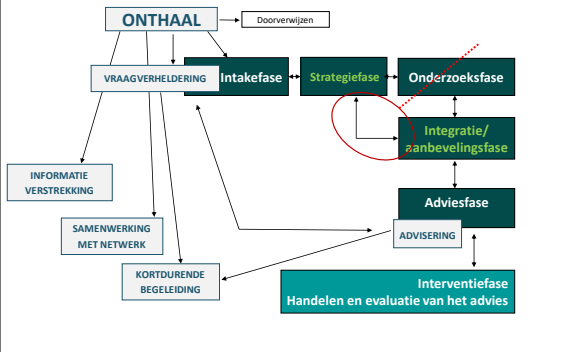 ONTHAAL
Doorverwijzen
VRAAGVERHELDERING
Intakefase
Strategiefase
Onderzoeksfase
Integratie/
aanbevelingsfase
INFORMATIE
VERSTREKKING
Adviesfase
SAMENWERKING
MET NETWERK
ADVISERING
KORTDURENDE
BEGELEIDING
Interventiefase
Handelen en evaluatie van het advies